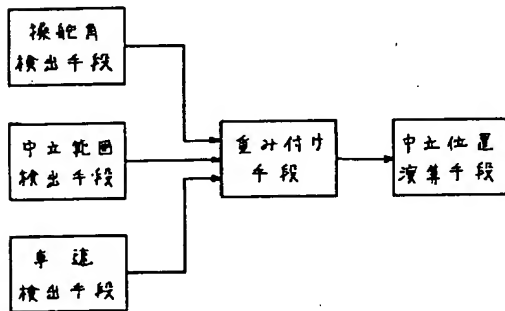 操舵角
検出手段
中立範囲
検出手段
車速
検出手段
重み付け
手段
中立位置
演算手段